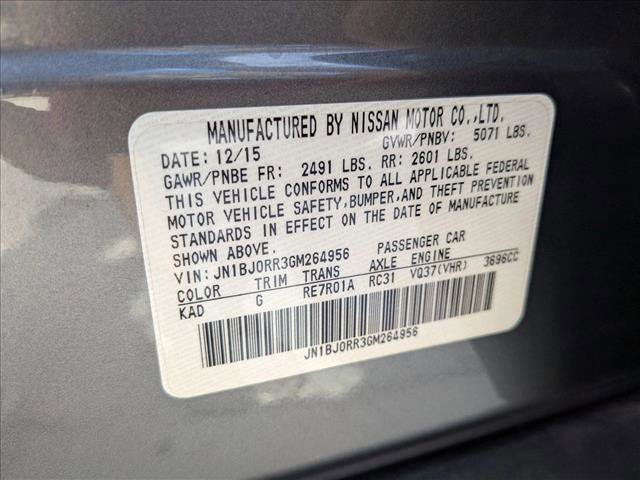 MANUFACTURED BY NISSAN MOTOR CO.,LTD.
DATE: 12/15 GVWR/PNBV: 5071 LBS.
GAWR/PNBE FR: 2491 LBS. RR: 2601 LBS.
THIS VEHICLE CONFORMS TO ALL APPLICABLE FEDERAL
MOTOR VEHICLE SAFETY, BUMPER, AND THEFT PREVENTION
STANDARDS IN EFFECT ON THE DATE OF MANUFACTURE
SHOWN ABOVE.
VIN: JN1BJ0RR3GM264956 PASSENGER CAR
COLOR TRIM TRANS AXLE ENGINE
KAD G RE7R01A RC31 VQ37(VHR) 3696CC
JN1BJ0RR3GM264956